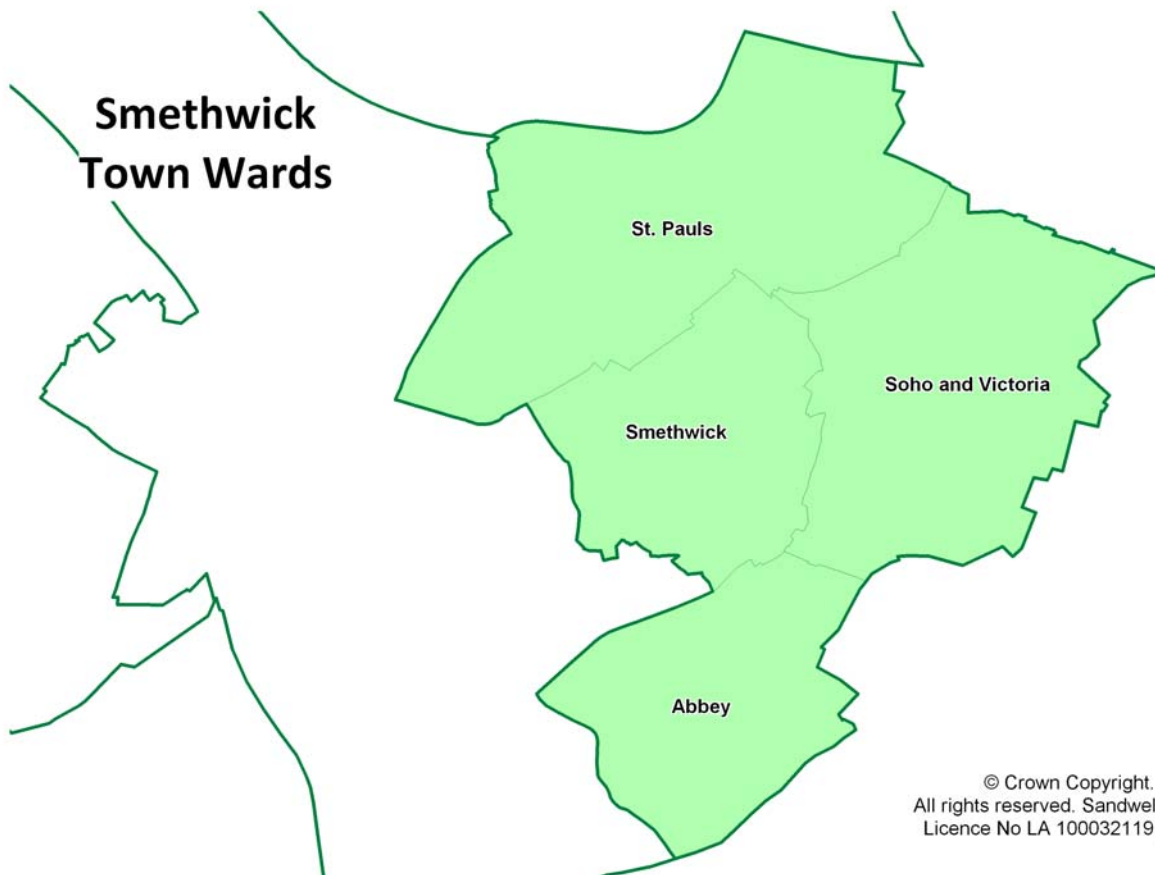 Smethwick
Town Wards
St. Pauls
Soho and Victoria
Smethwick
Abbey
© Crown Copyright.
All rights reserved. Sandwel
Licence No LA 100032119